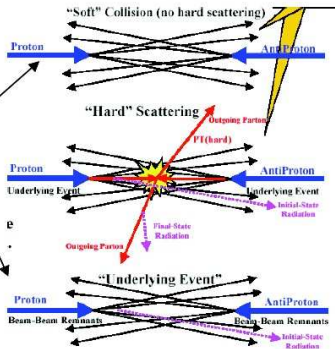 “Soft” Collision (no hard scattering)
Proton
AntiProton
“Hard” Scattering
Outgoing Parton
PT(hard)
Proton
AntiProton
Underlying Event
Underlying Event
Initial-State
Radiation
Final-State
Radiation
Outgoing Parton
e
.
“Underlying Event”
Proton
AntiProton
Beam-Beam Remnants
Beam-Beam Remnants
Initial-State
Radiation